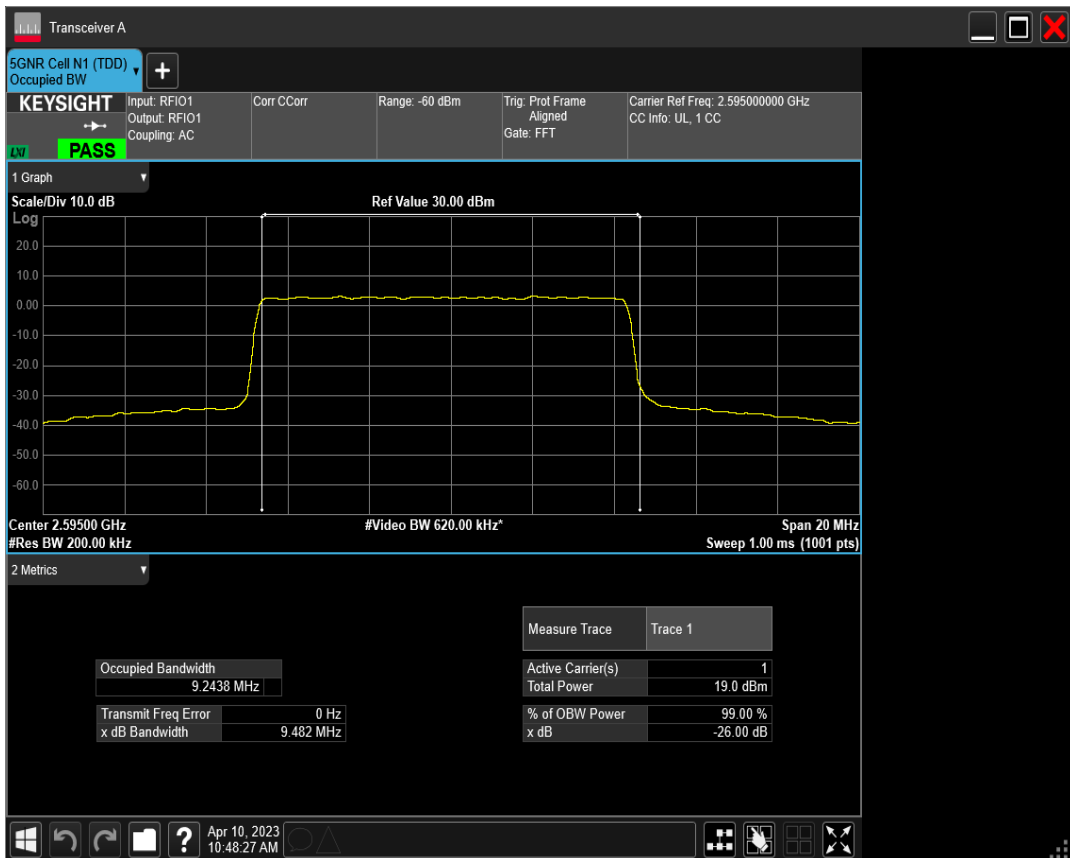 Transceiver A
5GNR Cell N1 (TDD)
Occupied BW
KEYSIGHT
LXI
PASS
Input: RFIO1
Output: RFIO1
Coupling: AC
Corr CCorr
Range: -60 dBm
Trig: Prot Frame
Aligned
Gate: FFT
Carrier Ref Freq: 2.595000000 GHz
CC Info: UL, 1 CC
1 Graph
Scale/Div 10.0 dB
Ref Value 30.00 dBm
Log
20.0
10.0
0.00
-10.0
-20.0
-30.0
-40.0
-50.0
-60.0
Center 2.59500 GHz
#Video BW 620.00 kHz*
Span 20 MHz
#Res BW 200.00 kHz
Sweep 1.00 ms (1001 pts)
2 Metrics
Measure Trace Trace 1
Occupied Bandwidth
9.2438 MHz
Active Carrier(s) 1
Total Power 19.0 dBm
Transmit Freq Error 0 Hz
x dB Bandwidth 9.482 MHz
% of OBW Power 99.00 %
x dB -26.00 dB
?
Apr 10, 2023
10:48:27 AM